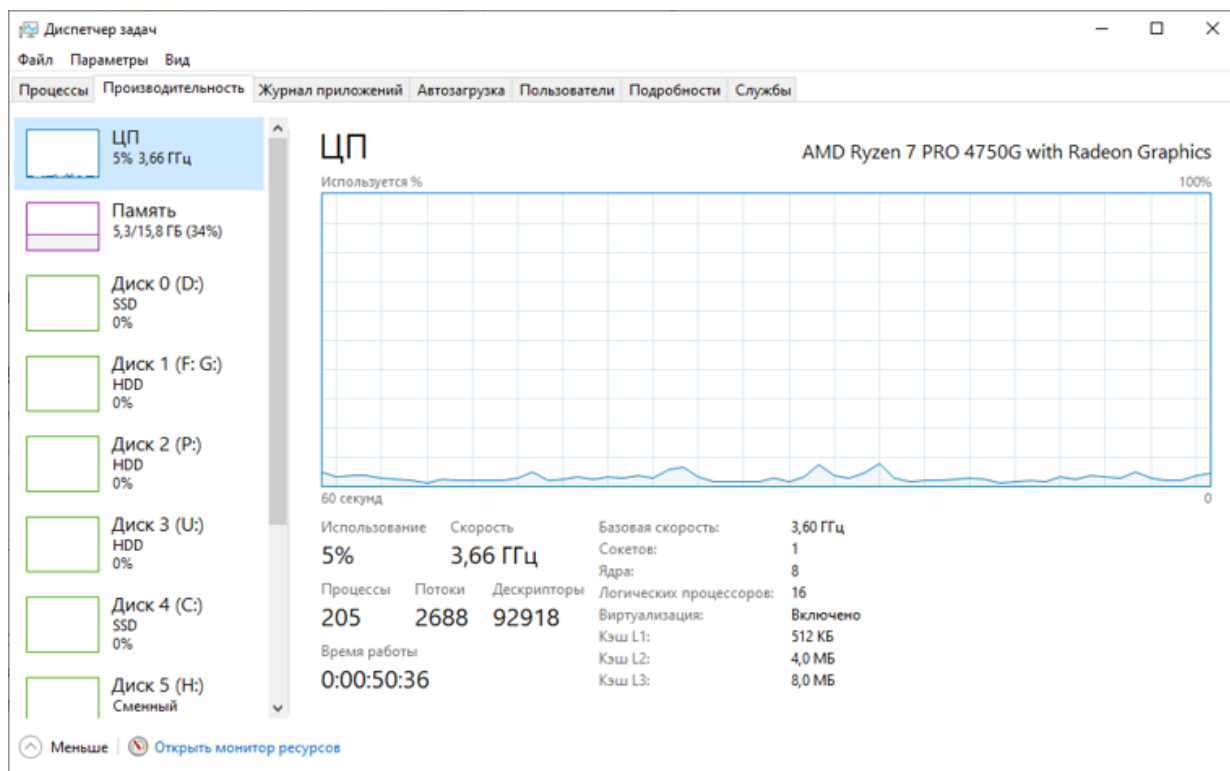 Диспетчер задач
Файл Параметры Вид
Процессы Производительность Журнал приложений Автозагрузка Пользователи Подробности Службы
ЦП
5% 3,66 ГГц
Память
5,3/15,8 ГБ (34%)
Диск 0 (D:)
SSD
0%
Диск 1 (F: G:)
HDD
0%
Диск 2 (P:)
HDD
0%
Диск 3 (U:)
HDD
0%
Диск 4 (C:)
SSD
0%
Диск 5 (H:)
Сменный
ЦП
AMD Ryzen 7 PRO 4750G with Radeon Graphics
Используется % 100%
60 секунд 0
Использование Скорость
5% 3,66 ГГц
Процессы Потоки Дескрипторы
205 2688 92918
Время работы
0:00:50:36
Базовая скорость: 3,60 ГГц
Сокетов: 1
Ядра: 8
Логических процессоров: 16
Виртуализация: Включено
Кэш L1: 512 КБ
Кэш L2: 4,0 МБ
Кэш L3: 8,0 МБ
Меньше Открыть монитор ресурсов